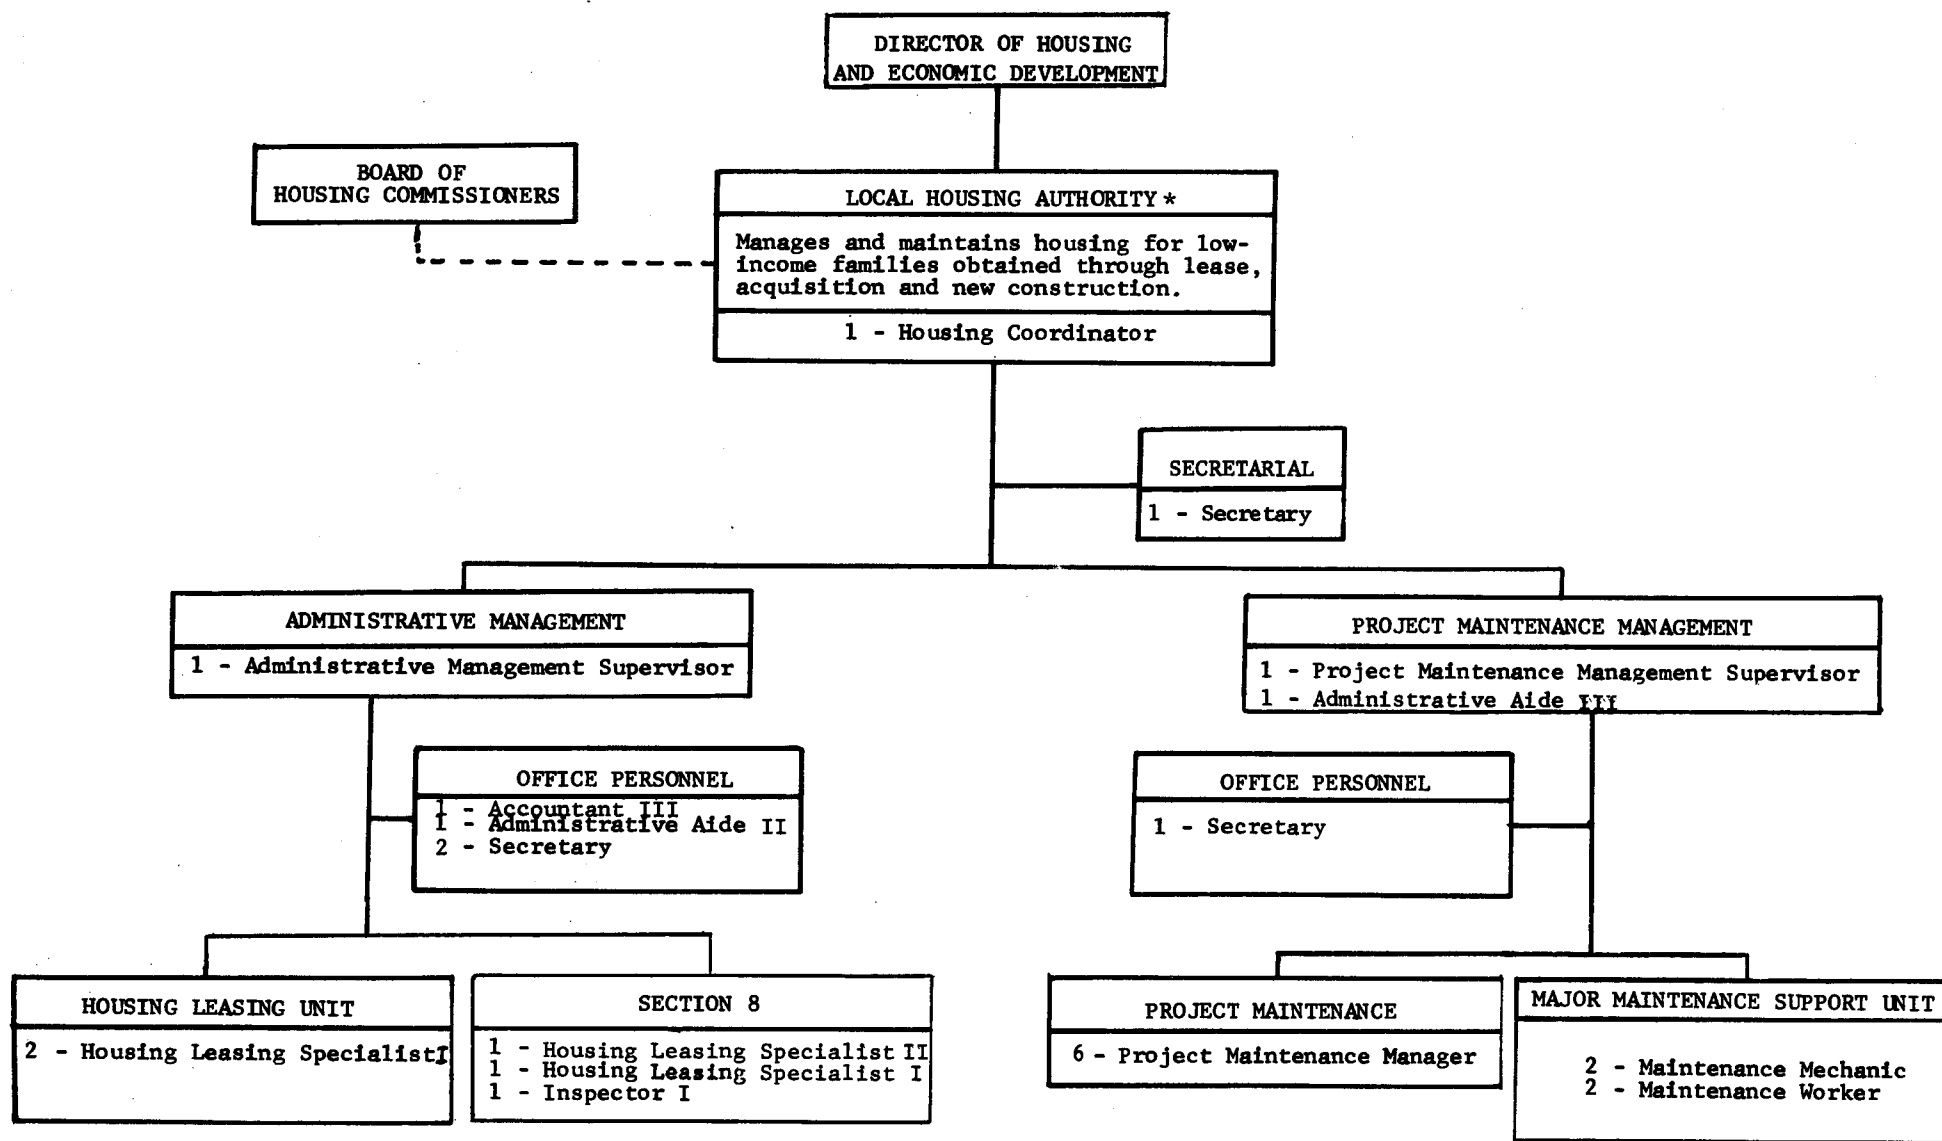 DIRECTOR OF HOUSING
AND ECONOMIC DEVELOPMENT
BOARD OF
HOUSING COMMISSIONERS
LOCAL HOUSING AUTHORITY *
Manages and maintains housing for low-
income families obtained through lease,
acquisition and new construction.
1 - Housing Coordinator
SECRETARIAL
1 - Secretary
ADMINISTRATIVE MANAGEMENT
1 - Administrative Management Supervisor
PROJECT MAINTENANCE MANAGEMENT
1 - Project Maintenance Management Supervisor
1 - Administrative Aide III
OFFICE PERSONNEL
1 - Accountant III
1 - Administrative Aide II
2 - Secretary
OFFICE PERSONNEL
1 - Secretary
HOUSING LEASING UNIT
2 - Housing Leasing Specialist I
SECTION 8
1 - Housing Leasing Specialist II
1 - Housing Leasing Specialist I
1 - Inspector I
PROJECT MAINTENANCE
6 - Project Maintenance Manager
MAJOR MAINTENANCE SUPPORT UNIT
2 - Maintenance Mechanic
2 - Maintenance Worker